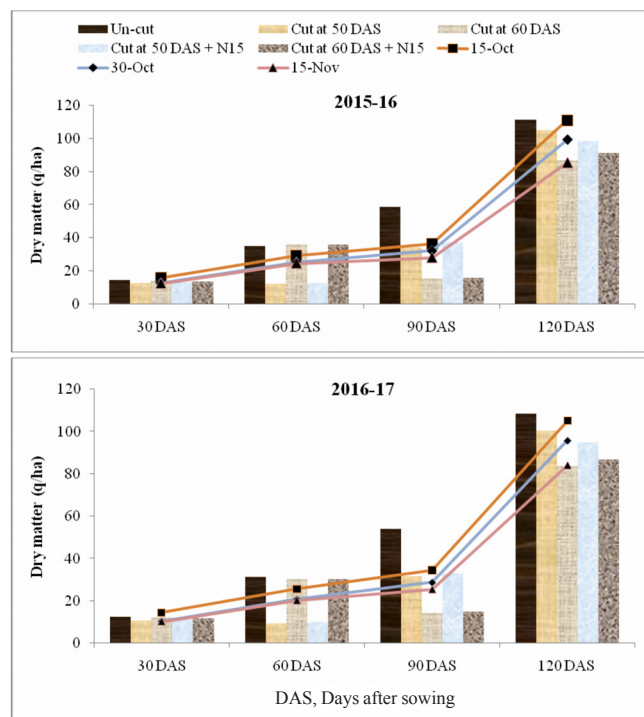 Un-cut Cut at 50 DAS Cut at 60 DAS
Cut at 50 DAS + N15 Cut at 60 DAS + N15 15-Oct
30-Oct 15-Nov
2015-16
120
100
80
60
40
20
0
Dry matter (q/ha)
30 DAS 60 DAS 90 DAS 120 DAS
2016-17
120
100
80
60
40
20
0
Dry matter (q/ha)
30 DAS 60 DAS 90 DAS 120 DAS
DAS, Days after sowing